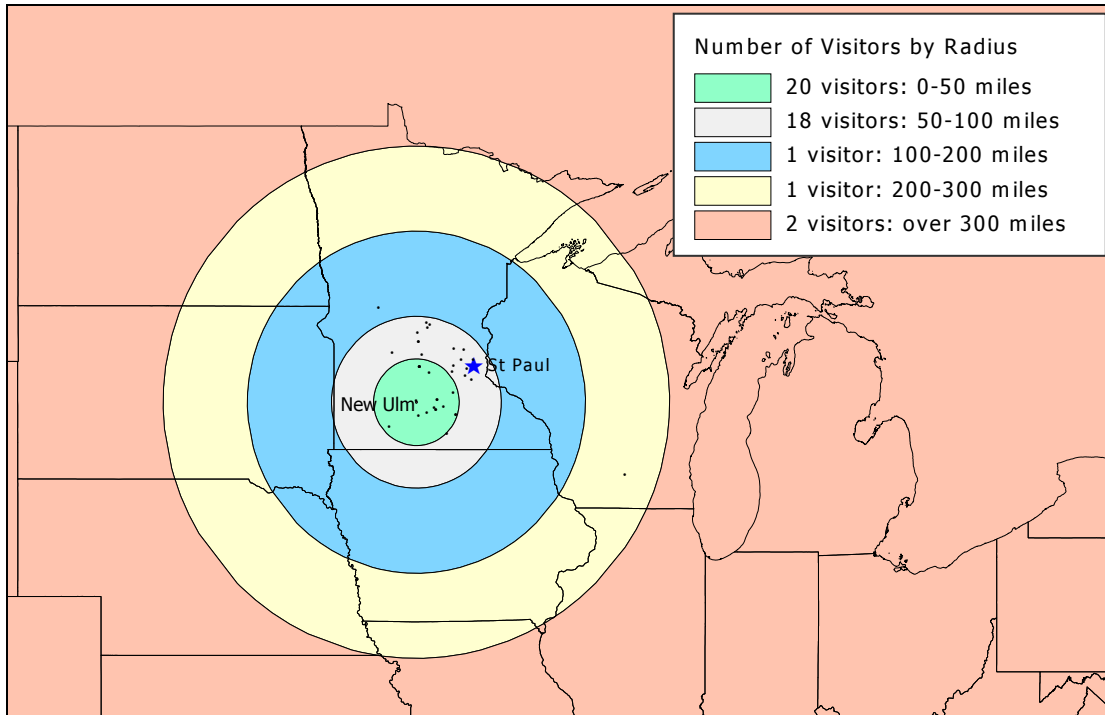 Number of Visitors by Radius
20 visitors: 0-50 miles
18 visitors: 50-100 miles
1 visitor: 100-200 miles
1 visitor: 200-300 miles
2 visitors: over 300 miles
St Paul
New Ulm